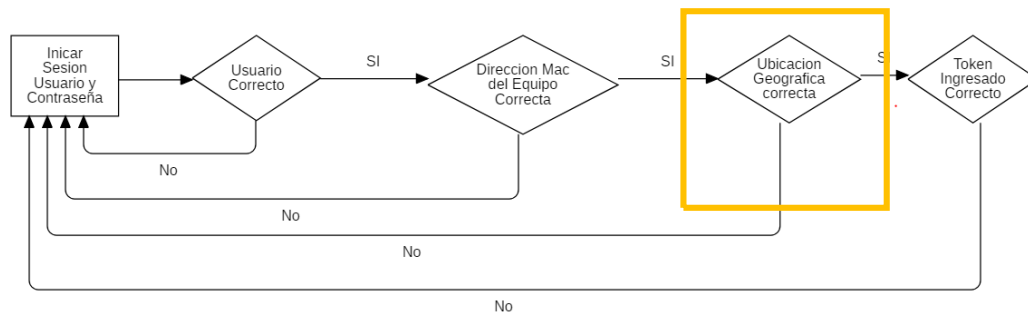 Inicar
Sesion
Usuario y
Contraseña
Usuario
Correcto
SI
Direccion Mac
del Equipo
Correcta
SI
Ubicacion
Geografica
correcta
Token
Ingresado
Correcto
No
No
No
No